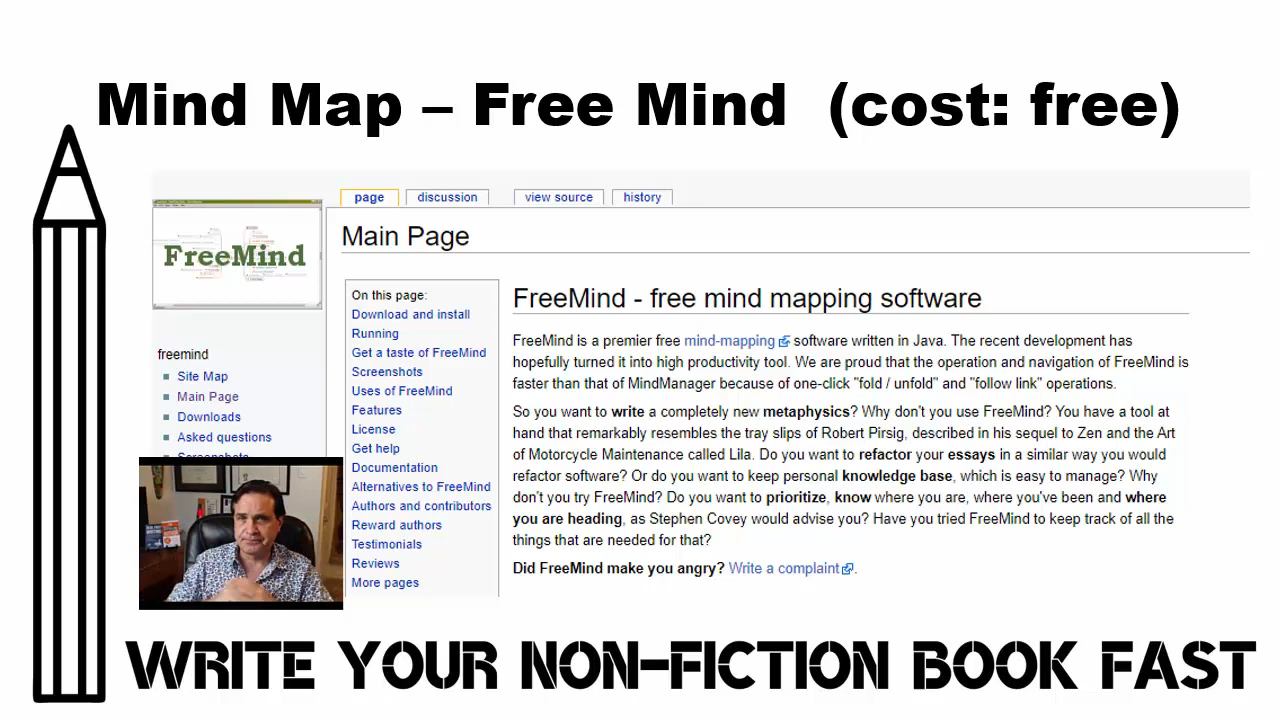 Mind Map – Free Mind (cost: free)
page
discussion
view source
history
FreeMind
Main Page
freemind
Site Map
Main Page
Downloads
Asked questions
Screenshots
On this page:
Download and install
Running
Get a taste of FreeMind
Screenshots
Uses of FreeMind
Features
License
Get help
Documentation
Alternatives to FreeMind
Authors and contributors
Reward authors
Testimonials
Reviews
More pages
FreeMind - free mind mapping software
FreeMind is a premier free mind-mapping software written in Java. The recent development has
hopefully turned it into high productivity tool. We are proud that the operation and navigation of FreeMind is
faster than that of MindManager because of one-click "fold / unfold" and "follow link" operations.
So you want to write a completely new metaphysics? Why don't you use FreeMind? You have a tool at
hand that remarkably resembles the tray slips of Robert Pirsig, described in his sequel to Zen and the Art
of Motorcycle Maintenance called Lila. Do you want to refactor your essays in a similar way you would
refactor software? Or do you want to keep personal knowledge base, which is easy to manage? Why
don't you try FreeMind? Do you want to prioritize, know where you are, where you've been and where
you are heading, as Stephen Covey would advise you? Have you tried FreeMind to keep track of all the
things that are needed for that?
Did FreeMind make you angry? Write a complaint.
WRITE YOUR NON-FICTION BOOK FAST